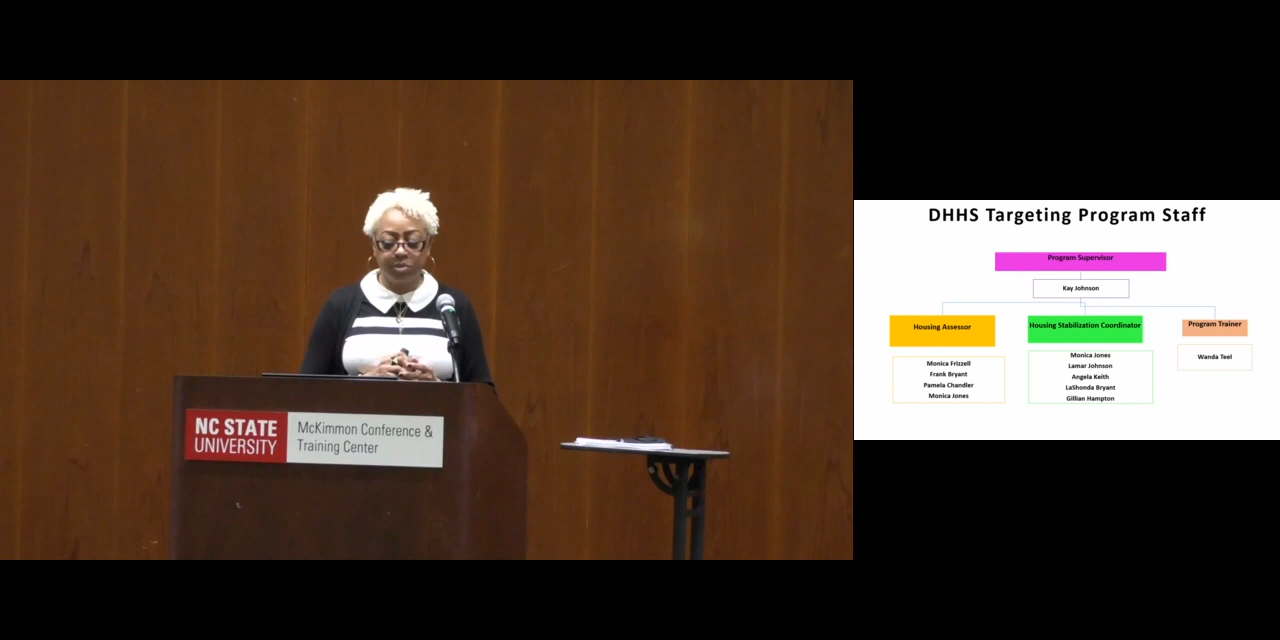 NC STATE
UNIVERSITY
McKimmon Conference &
Training Center
DHHS Targeting Program Staff
Program Supervisor
Kay Johnson
Housing Assessor
Monica Frizzell
Frank Bryant
Pamela Chandler
Monica Jones
Housing Stabilization Coordinator
Monica Jones
Lamar Johnson
Angela Keith
LaShonda Bryant
Gillian Hampton
Program Trainer
Wanda Teel